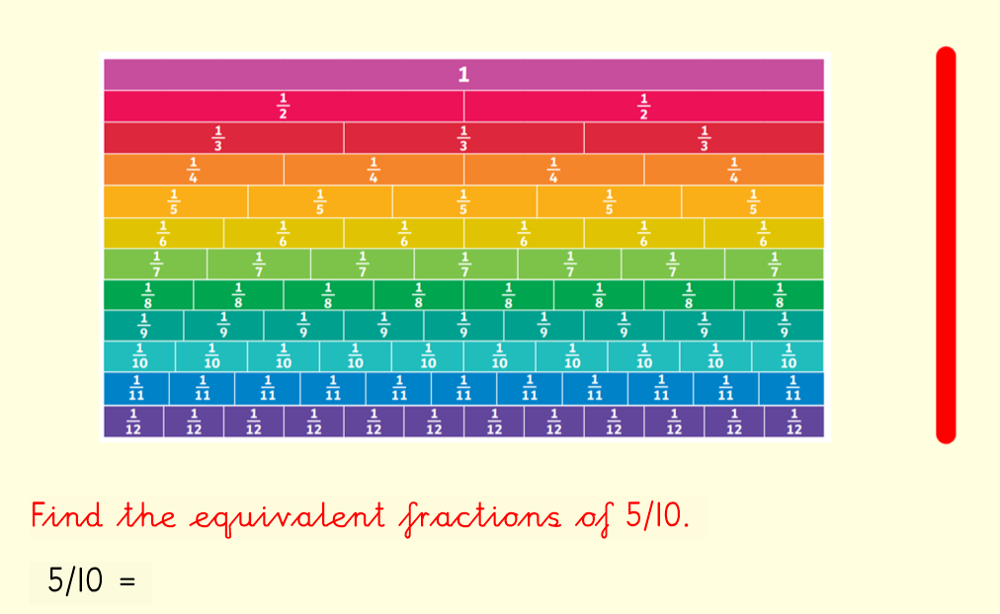 1
1/2 1/2
1/3 1/3 1/3
1/4 1/4 1/4 1/4
1/5 1/5 1/5 1/5 1/5
1/6 1/6 1/6 1/6 1/6 1/6
1/7 1/7 1/7 1/7 1/7 1/7 1/7
1/8 1/8 1/8 1/8 1/8 1/8 1/8 1/8
1/9 1/9 1/9 1/9 1/9 1/9 1/9 1/9 1/9
1/10 1/10 1/10 1/10 1/10 1/10 1/10 1/10 1/10 1/10
1/11 1/11 1/11 1/11 1/11 1/11 1/11 1/11 1/11 1/11 1/11
1/12 1/12 1/12 1/12 1/12 1/12 1/12 1/12 1/12 1/12 1/12 1/12
Find the equivalent fractions of 5/10.
5/10 =